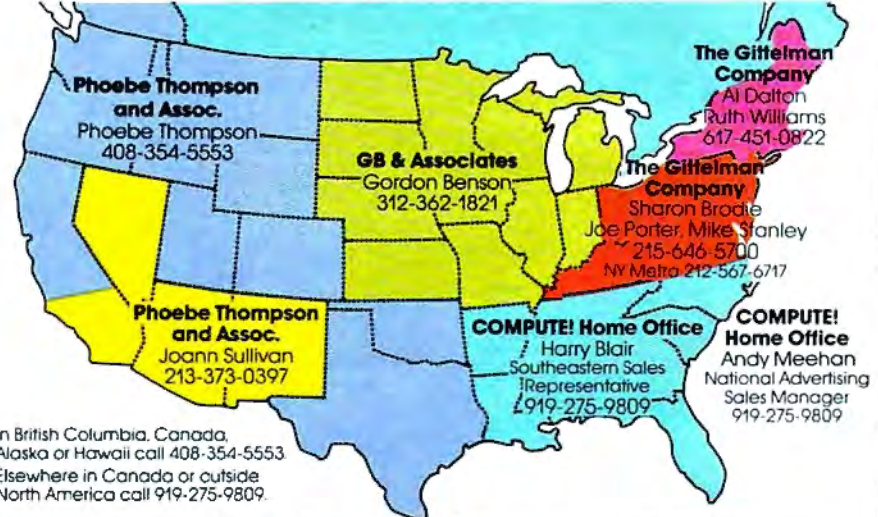 Phoebe Thompson
and Assoc.
Phoebe Thompson
408-354-5553
GB & Associates
Gordon Benson
312-362-1821
The Gittelman
Company
Al Dalton
Ruth Williams
617-451-0822
The Gittelman
Company
Sharon Brodie
Joe Porter, Mike Stanley
215-646-5700
NY Metro 212-567-6717
Phoebe Thompson
and Assoc.
Joann Sullivan
213-373-0397
COMPUTE! Home Office
Harry Blair
Southeastern Sales
Representative
919-275-9809
COMPUTE!
Home Office
Andy Meehan
National Advertising
Sales Manager
919-275-9809
In British Columbia, Canada,
Alaska or Hawaii call 408-354-5553.
Elsewhere in Canada or outside
North America call 919-275-9809.